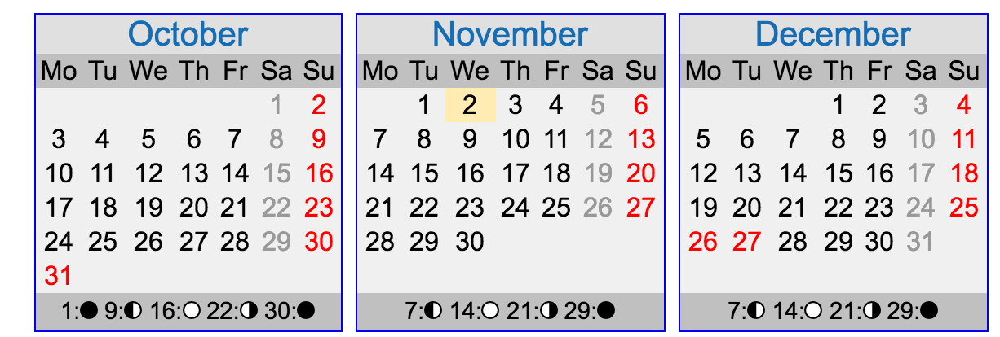 October
Mo Tu We Th Fr Sa Su
1 2
3 4 5 6 7 8 9
10 11 12 13 14 15 16
17 18 19 20 21 22 23
24 25 26 27 28 29 30
31
1:🌑 9:🌓 16:🌕 22:🌗 30:🌑
November
Mo Tu We Th Fr Sa Su
1 2 3 4 5 6
7 8 9 10 11 12 13
14 15 16 17 18 19 20
21 22 23 24 25 26 27
28 29 30
7:🌓 14:🌕 21:🌗 29:🌑
December
Mo Tu We Th Fr Sa Su
1 2 3 4
5 6 7 8 9 10 11
12 13 14 15 16 17 18
19 20 21 22 23 24 25
26 27 28 29 30 31
7:🌓 14:🌕 21:🌗 29:🌑